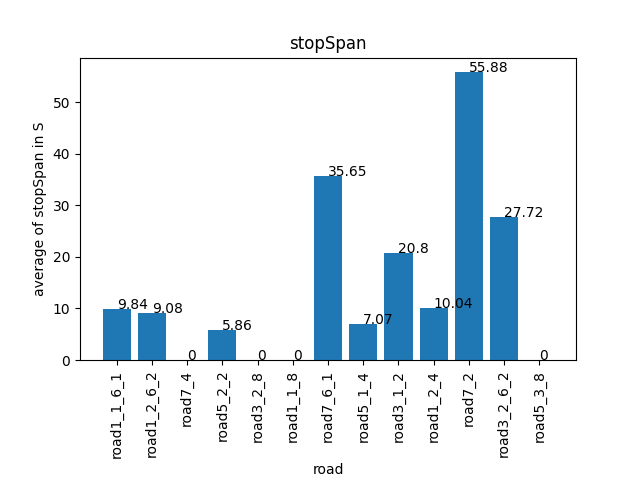 stopSpan
average of stopSpan in S
50
40
30
20
10
0
9.84
9.08
0
5.86
0
0
35.65
7.07
20.8
10.04
55.88
27.72
0
road1_1_6_1
road1_2_6_2
road7_4
road5_2_2
road3_2_8
road1_1_8
road7_6_1
road5_1_4
road3_1_2
road1_2_4
road7_2
road3_2_6_2
road5_3_8
road